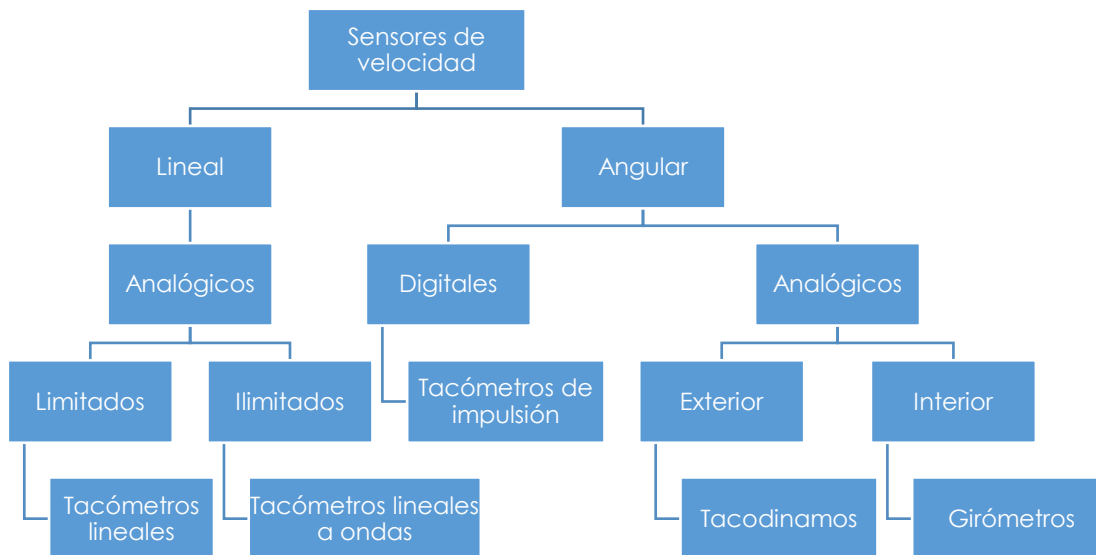 Sensores de
velocidad
Lineal
Angular
Analógicos
Digitales
Analógicos
Limitados
Ilimitados
Tacómetros de
impulsión
Exterior
Interior
Tacómetros
lineales
Tacómetros lineales
a ondas
Tacodinamos
Girómetros